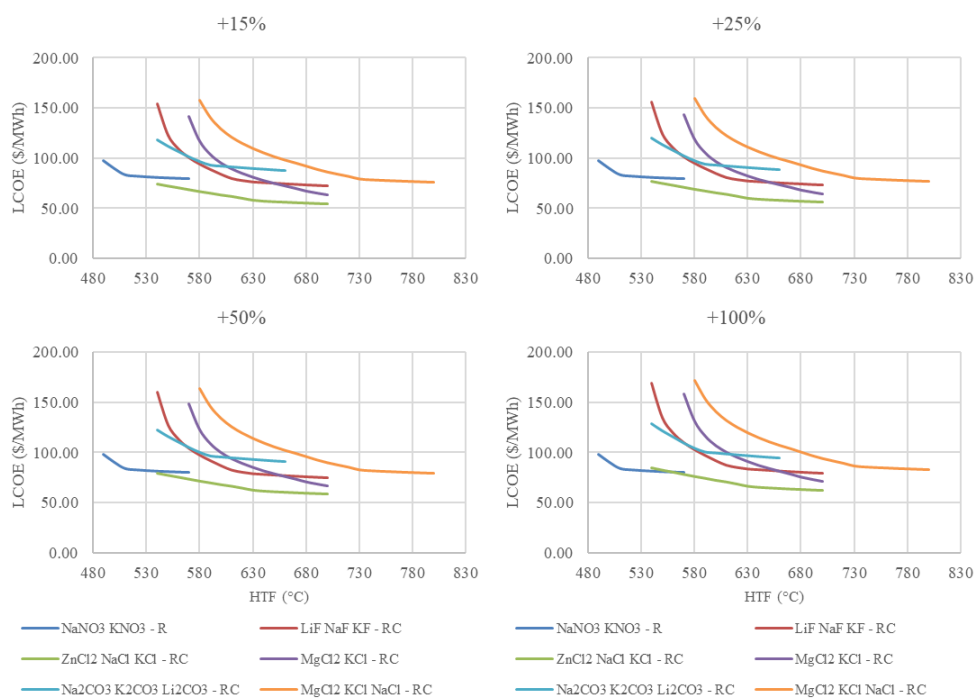 +15%
200.00
150.00
100.00
50.00
0.00
LCOE ($/MWh)
480 530 580 630 680 730 780 830
+25%
200.00
150.00
100.00
50.00
0.00
LCOE ($/MWh)
480 530 580 630 680 730 780 830
+50%
200.00
150.00
100.00
50.00
0.00
LCOE ($/MWh)
480 530 580 630 680 730 780 830
HTF (°C)
NaNO3 KNO3 - R
LiF NaF KF - RC
ZnCl2 NaCl KCl - RC
MgCl2 KCl - RC
Na2CO3 K2CO3 Li2CO3 - RC
MgCl2 KCl NaCl - RC
+100%
200.00
150.00
100.00
50.00
0.00
LCOE ($/MWh)
480 530 580 630 680 730 780 830
HTF (°C)
NaNO3 KNO3 - R
LiF NaF KF - RC
ZnCl2 NaCl KCl - RC
MgCl2 KCl - RC
Na2CO3 K2CO3 Li2CO3 - RC
MgCl2 KCl NaCl - RC